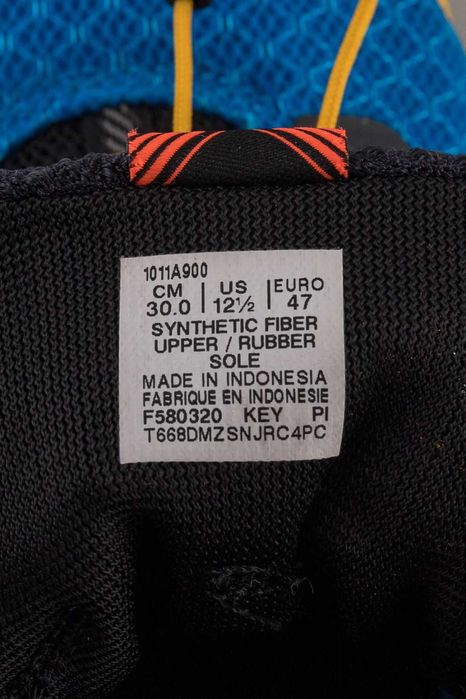 1011A900
CM | US | EURO
30.0 | 12½ | 47
SYNTHETIC FIBER
UPPER / RUBBER
SOLE
MADE IN INDONESIA
FABRIQUE EN INDONESIE
F580320 KEY PI
T668DMZSNJRC4PC